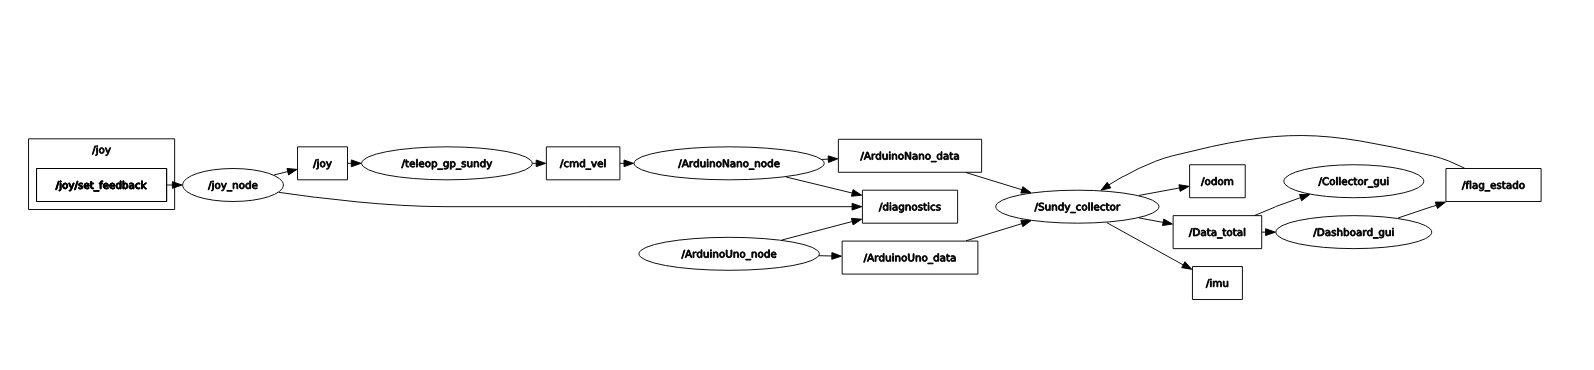 /joy
/joy/set_feedback
/joy_node
/joy
/teleop_gp_sundy
/cmd_vel
/ArduinoNano_node
/ArduinoUno_node
/ArduinoNano_data
/diagnostics
/ArduinoUno_data
/Sundy_collector
/odom
/Data_total
/imu
/Collector_gui
/Dashboard_gui
/flag_estado